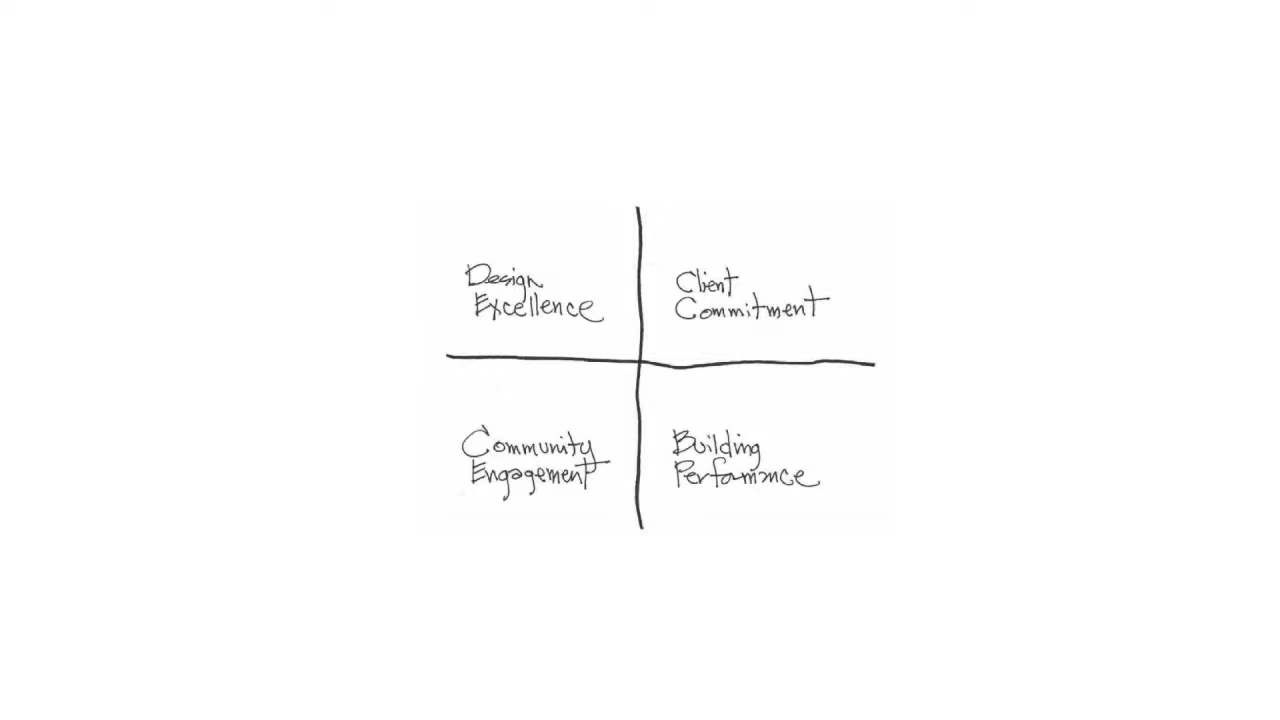 Design
Excellence
Client
Commitment
Community
Engagement
Building
Performance